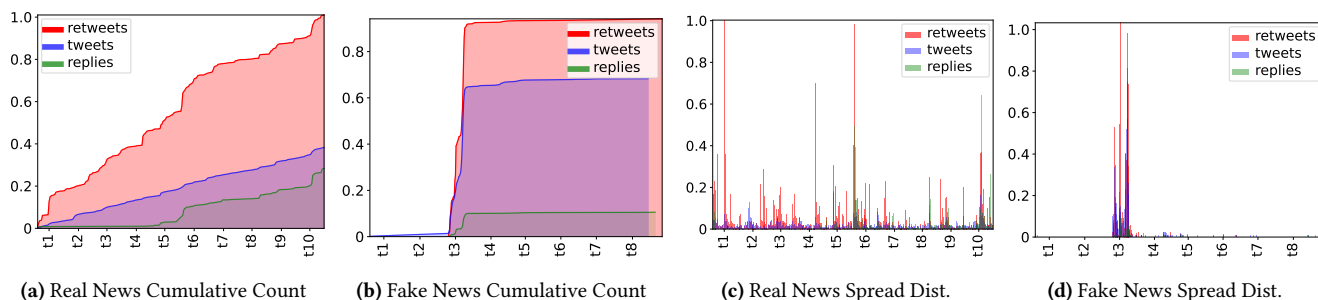 1.0
0.8
0.6
0.4
0.2
0.0
retweets
tweets
replies
t1
t2
t3
t4
t5
t6
t7
t8
t9
t10
(a) Real News Cumulative Count
0.8
0.6
0.4
0.2
0
retweets
tweets
replies
t1
t2
t3
t4
t5
t6
t7
t8
(b) Fake News Cumulative Count
1.0
0.8
0.6
0.4
0.2
0.0
retweets
tweets
replies
t1
t2
t3
t4
t5
t6
t7
t8
t9
t10
(c) Real News Spread Dist.
1.0
0.8
0.6
0.4
0.2
0
retweets
tweets
replies
t1
t2
t3
t4
t5
t6
t7
t8
(d) Fake News Spread Dist.